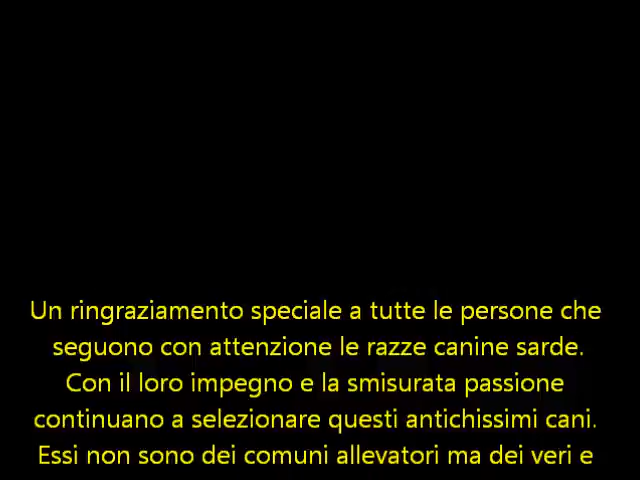 Un ringraziamento speciale a tutte le persone che
seguono con attenzione le razze canine sarde.
Con il loro impegno e la smisurata passione
continuano a selezionare questi antichissimi cani.
Essi non sono dei comuni allevatori ma dei veri e